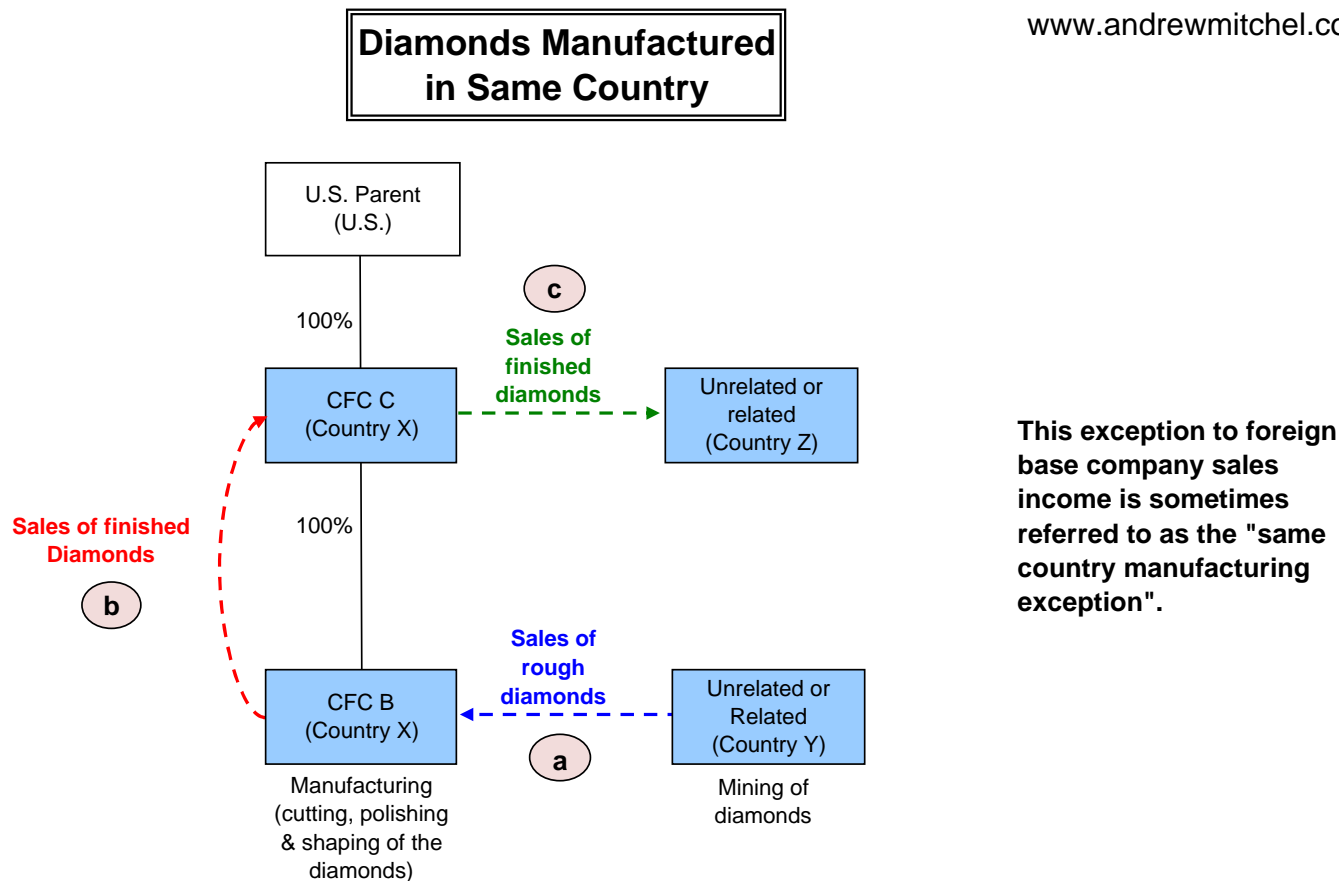 www.andrewmitchel.co
Diamonds Manufactured
in Same Country
U.S. Parent
(U.S.)
100%
c
Sales of
finished
diamonds
CFC C
(Country X)
Unrelated or
related
(Country Z)
This exception to foreign
base company sales
income is sometimes
referred to as the "same
country manufacturing
exception".
100%
Sales of finished
Diamonds
b
Sales of
rough
diamonds
CFC B
(Country X)
Unrelated or
Related
(Country Y)
a
Manufacturing
(cutting, polishing
& shaping of the
diamonds)
Mining of
diamonds